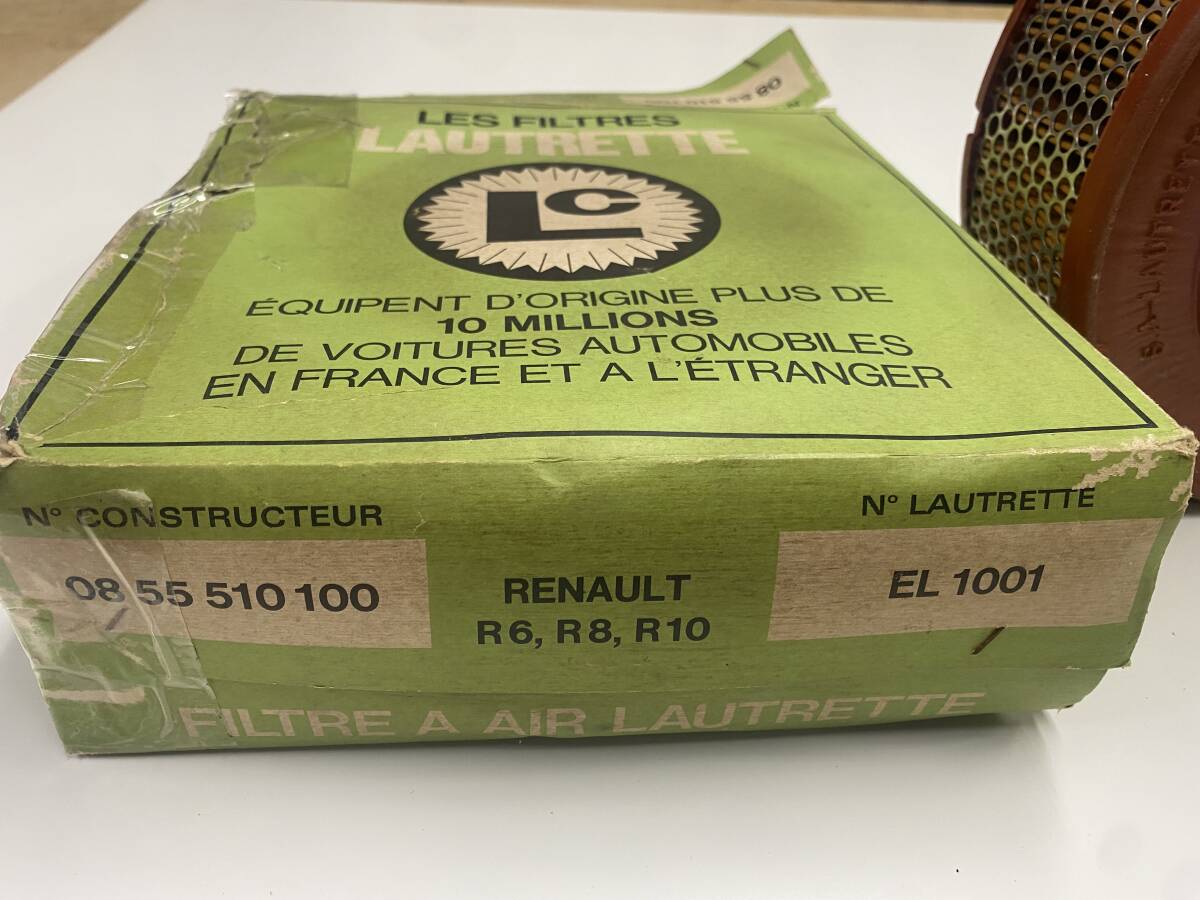 LES FILTRES
LAUTRETTE
LC
ÉQUIPENT D'ORIGINE PLUS DE
10 MILLIONS
DE VOITURES AUTOMOBILES
EN FRANCE ET A L'ÉTRANGER
N° CONSTRUCTEUR
08 55 510 100
RENAULT
R6, R8, R10
N° LAUTRETTE
EL 1001
FILTRE A AIR LAUTRETTE